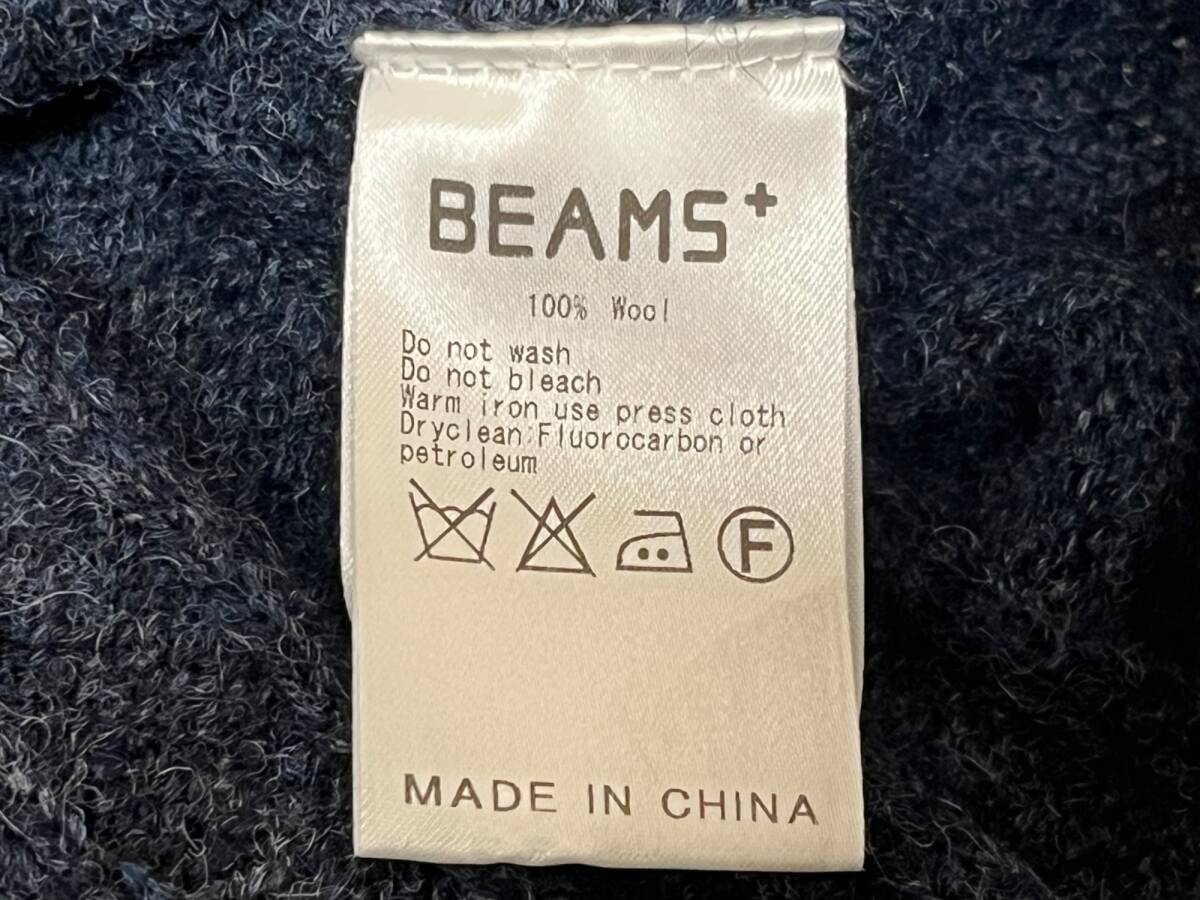 BEAMS+
100% Wool
Do not wash
Do not bleach
Warm iron use press cloth
Dryclean:Fluorocarbon or
petroleum
F
MADE IN CHINA